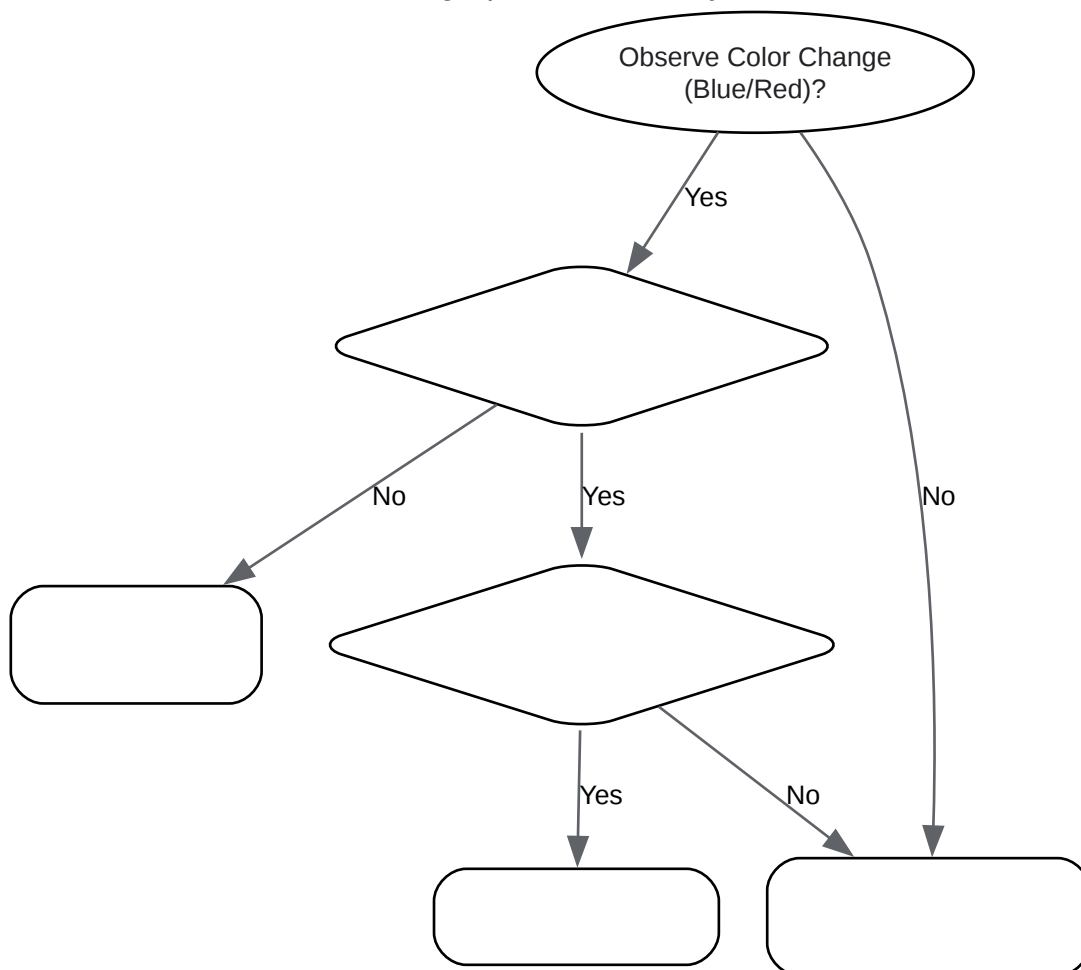 Observe Color Change
(Blue/Red)?
Yes
No
Yes
No
Yes
No